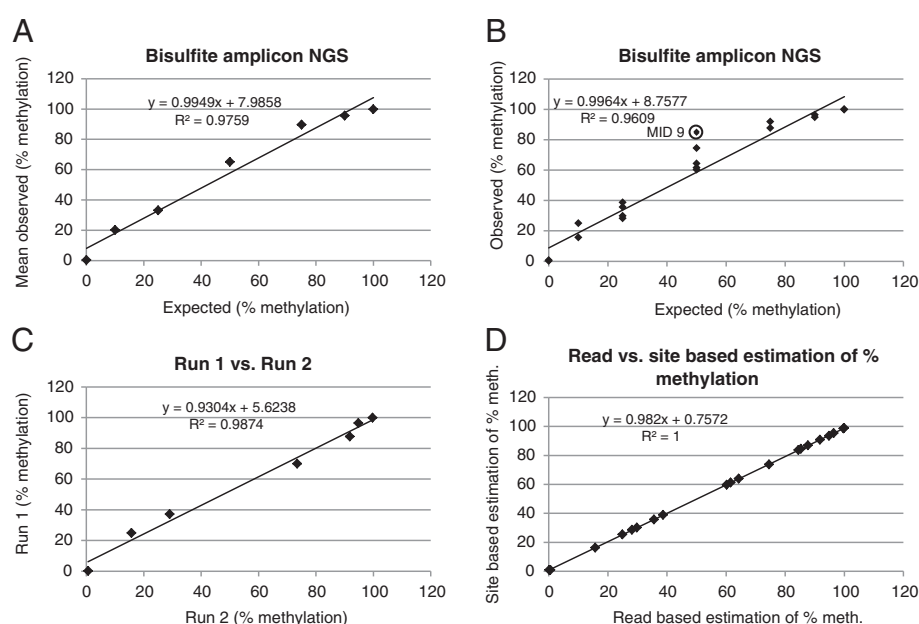 A
Bisulfite amplicon NGS
Mean observed (% methylation)
120
100
80
60
40
20
0
y = 0.9949x + 7.9858
R² = 0.9759
0 20 40 60 80 100 120
Expected (% methylation)
B
Bisulfite amplicon NGS
Observed (% methylation)
120
100
80
60
40
20
0
y = 0.9964x + 8.7577
R² = 0.9609
MID 9
0 20 40 60 80 100 120
Expected (% methylation)
C
Run 1 vs. Run 2
Run 1 (% methylation)
120
100
80
60
40
20
0
y = 0.9304x + 5.6238
R² = 0.9874
0 20 40 60 80 100 120
Run 2 (% methylation)
D
Read vs. site based estimation of %
methylation
Site based estimation of % meth.
120
100
80
60
40
20
0
y = 0.982x + 0.7572
R² = 1
0 20 40 60 80 100 120
Read based estimation of % meth.